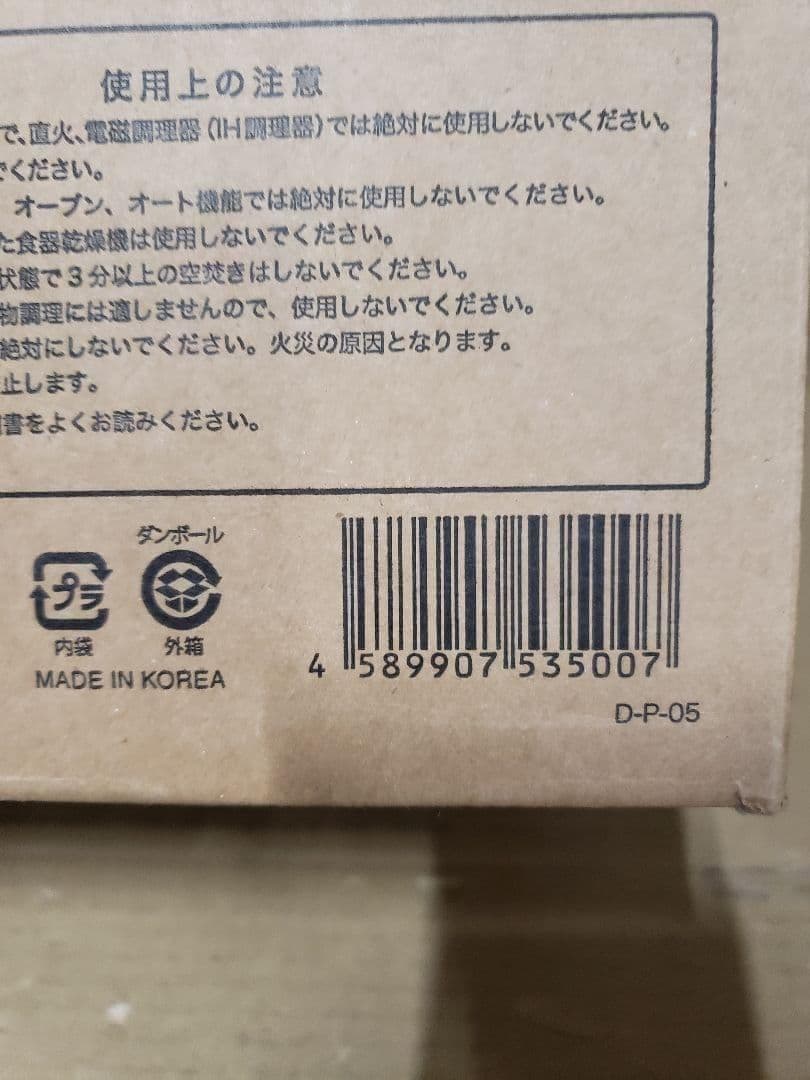 使用上の注意
で、直火、電磁調理器(IH調理器)では絶対に使用しないでください。
でください。
オーブン、オート機能では絶対に使用しないでください。
た食器乾燥機は使用しないでください。
状態で3分以上の空焚きはしないでください。
物調理には適しませんので、使用しないでください。
絶対にしないでください。火災の原因となります。
止します。
書をよくお読みください。
ダンボール
プラ
内袋
外箱
MADE IN KOREA
4 589907 535007
D-P-05